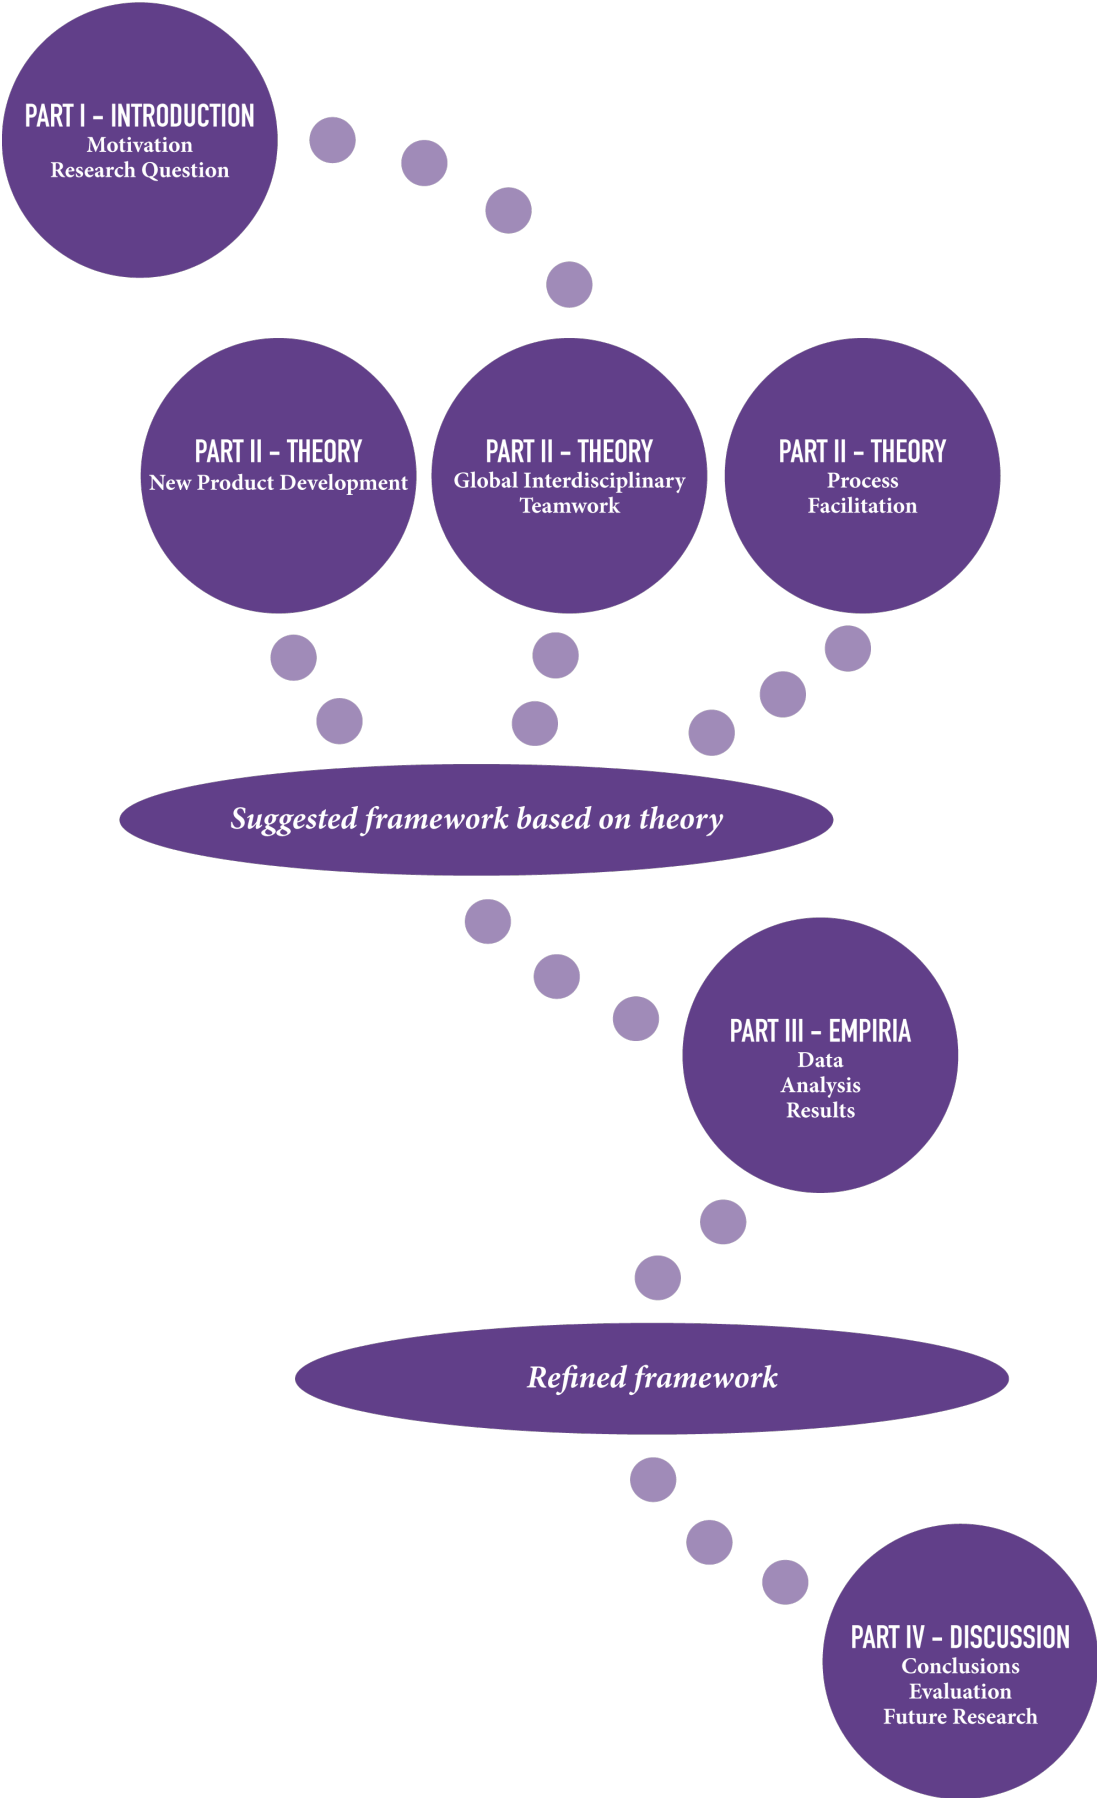 PART I – INTRODUCTION
Motivation
Research Question
PART II – THEORY
New Product Development
PART II – THEORY
Global Interdisciplinary
Teamwork
PART II – THEORY
Process
Facilitation
Suggested framework based on theory
PART III – EMPIRIA
Data
Analysis
Results
Refined framework
PART IV – DISCUSSION
Conclusions
Evaluation
Future Research